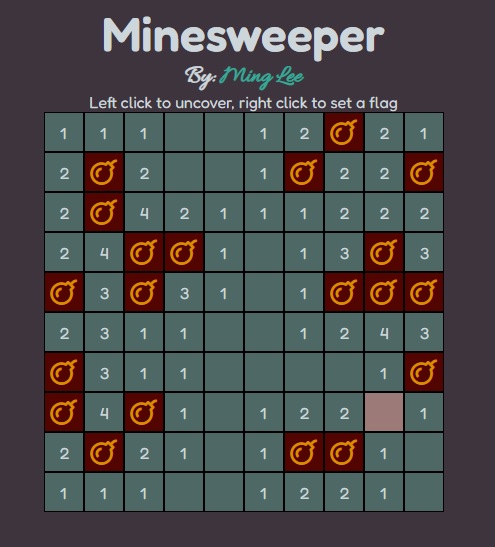 Minesweeper
By: Ming Lee
Left click to uncover, right click to set a flag
1 1 1 1 2 2 1
2 2 1 2 2
2 4 2 1 1 1 2 2 2
2 4 1 1 3 3
3 3 1 1
2 3 1 1 1 2 4 3
3 1 1 1
4 1 1 2 2 1
2 2 1 1 1
1 1 1 1 2 2 1